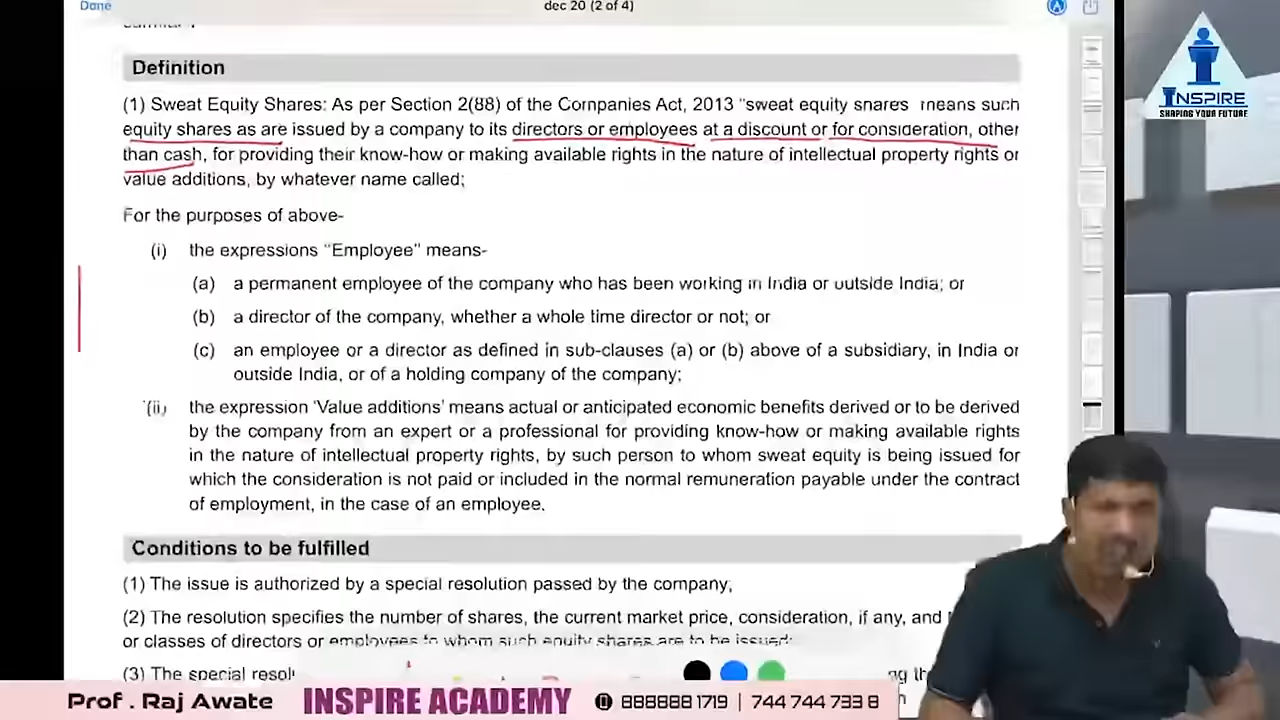 Done
dec 20 (2 of 4)
INSPIRE
SHAPING YOUR FUTURE
Definition
(1) Sweat Equity Shares: As per Section 2(88) of the Companies Act, 2013 "sweat equity shares means such
equity shares as are issued by a company to its directors or employees at a discount or for consideration, other
than cash, for providing their know-how or making available rights in the nature of intellectual property rights or
value additions, by whatever name called;
For the purposes of above-
(i) the expressions "Employee" means-
(a) a permanent employee of the company who has been working in India or outside India; or
(b) a director of the company, whether a whole time director or not; or
(c) an employee or a director as defined in sub-clauses (a) or (b) above of a subsidiary, in India or
outside India, or of a holding company of the company;
(ii) the expression 'Value additions' means actual or anticipated economic benefits derived or to be derived
by the company from an expert or a professional for providing know-how or making available rights
in the nature of intellectual property rights, by such person to whom sweat equity is being issued for
which the consideration is not paid or included in the normal remuneration payable under the contract
of employment, in the case of an employee.
Conditions to be fulfilled
(1) The issue is authorized by a special resolution passed by the company;
(2) The resolution specifies the number of shares, the current market price, consideration, if any, and
or classes of directors or employees to whom such equity shares are to be issued;
(3) The special
Prof . Raj Awate INSPIRE ACADEMY 888888 1719 | 744 744 733 8